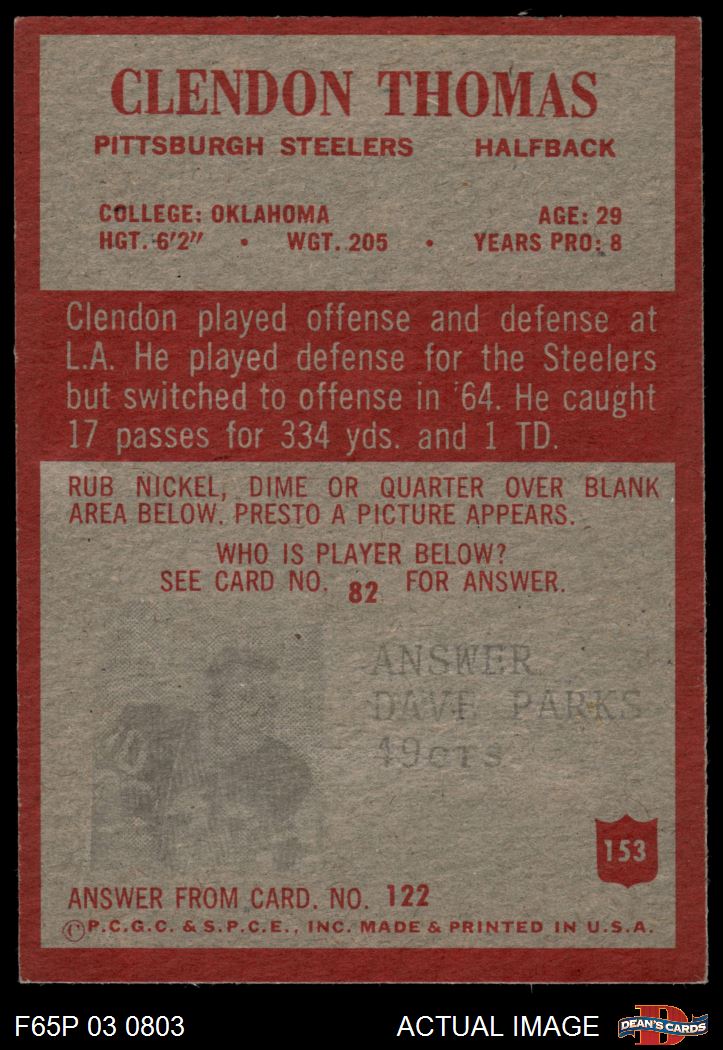 CLENDON THOMAS
PITTSBURGH STEELERS HALFBACK
COLLEGE: OKLAHOMA AGE: 29
HGT. 6'2" • WGT. 205 • YEARS PRO: 8
Clendon played offense and defense at
L.A. He played defense for the Steelers
but switched to offense in '64. He caught
17 passes for 334 yds. and 1 TD.
RUB NICKEL, DIME OR QUARTER OVER BLANK
AREA BELOW. PRESTO A PICTURE APPEARS.
WHO IS PLAYER BELOW?
SEE CARD NO. 82 FOR ANSWER.
ANSWER
DAVE PARKS
49ers
153
ANSWER FROM CARD. NO. 122
©P.C.G.C. & S.P.C.E., INC. MADE & PRINTED IN U.S.A.
F65P 03 0803 ACTUAL IMAGE D DEAN'S CARDS